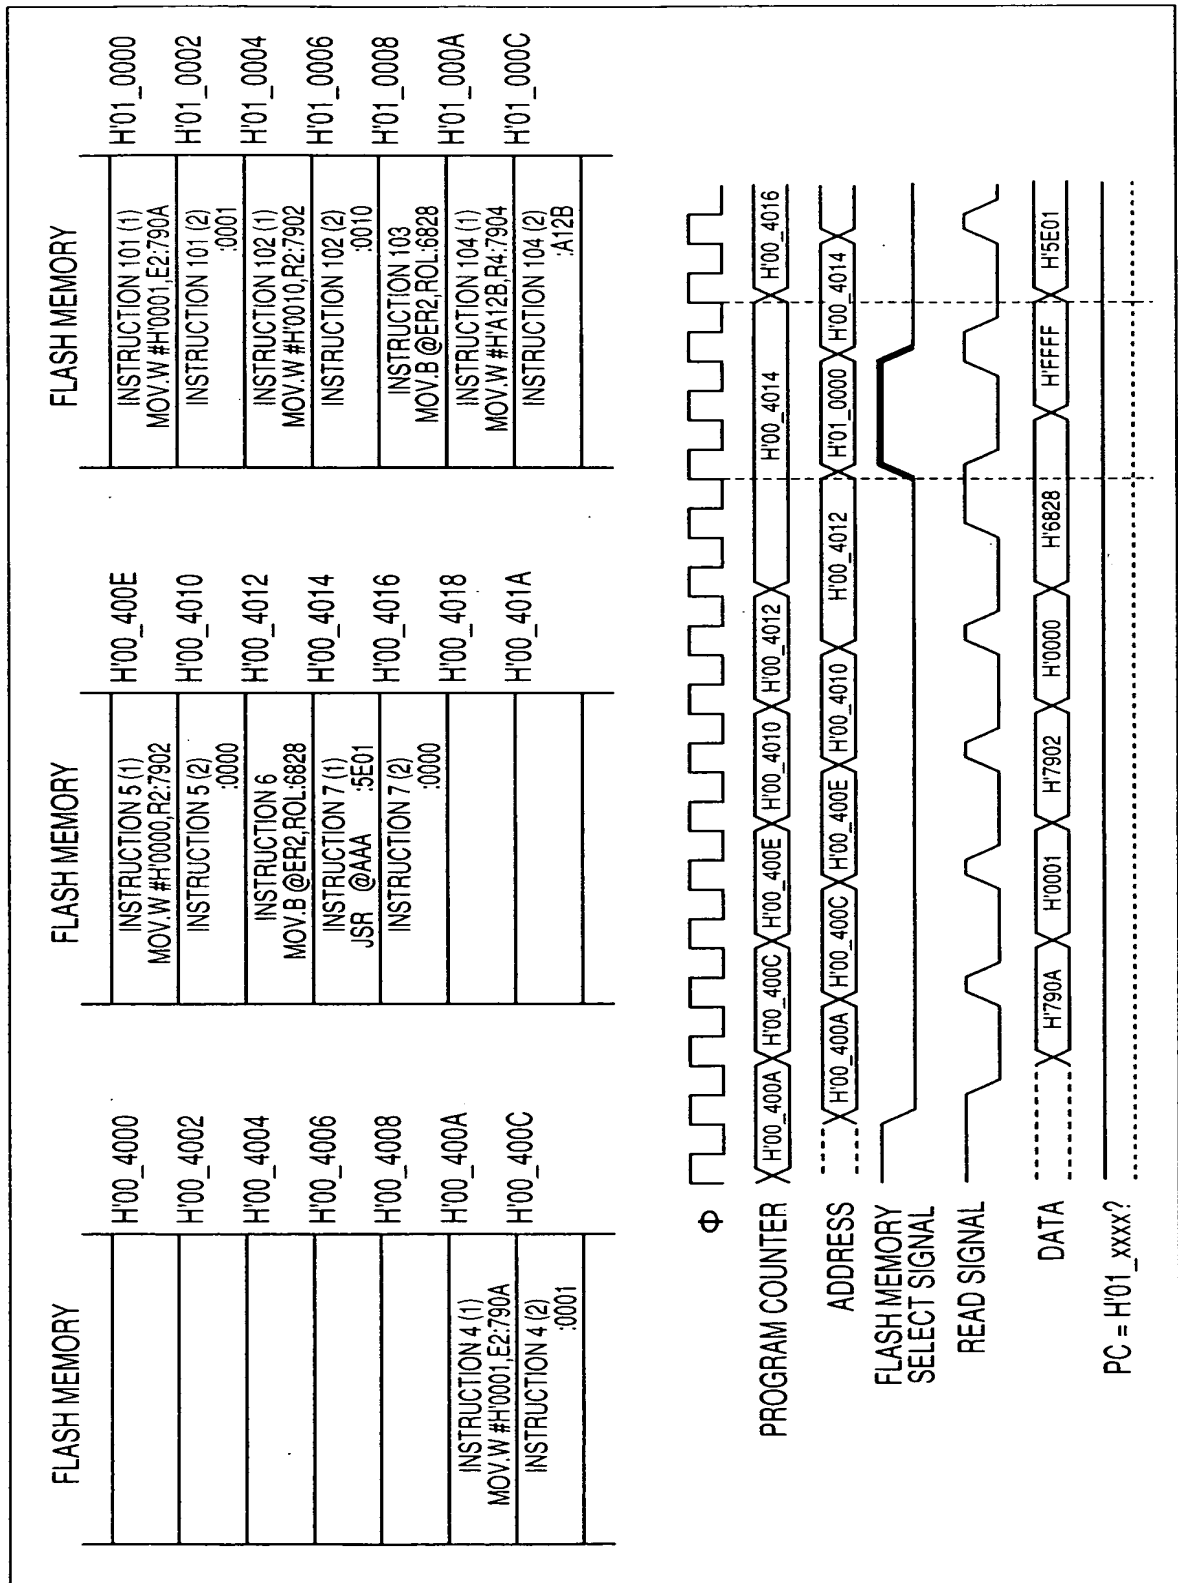 FLASH MEMORY
H'00_4000
H'00_4002
H'00_4004
H'00_4006
H'00_4008
INSTRUCTION 4 (1)
MOV.W #H'0001,E2:790A
H'00_400A
INSTRUCTION 4 (2)
:0001
H'00_400C
FLASH MEMORY
INSTRUCTION 5 (1)
MOV.W #H'0000,R2:7902
H'00_400E
INSTRUCTION 5 (2)
:0000
H'00_4010
INSTRUCTION 6
MOV.B @ER2,ROL:6828
H'00_4012
INSTRUCTION 7 (1)
JSR @AAA :5E01
H'00_4014
INSTRUCTION 7 (2)
:0000
H'00_4016
H'00_4018
H'00_401A
FLASH MEMORY
INSTRUCTION 101 (1)
MOV.W #H'0001,E2:790A
H'01_0000
INSTRUCTION 101 (2)
:0001
H'01_0002
INSTRUCTION 102 (1)
MOV.W #H'0010,R2:7902
H'01_0004
INSTRUCTION 102 (2)
:0010
H'01_0006
INSTRUCTION 103
MOV.B @ER2,ROL:6828
H'01_0008
INSTRUCTION 104 (1)
MOV.W #H'A12B,R4:7904
H'01_000A
INSTRUCTION 104 (2)
:A12B
H'01_000C
Φ
PROGRAM COUNTER H'00_400A H'00_400C H'00_400E H'00_4010 H'00_4012 H'00_4014 H'00_4016
ADDRESS H'00_400A H'00_400C H'00_400E H'00_4010 H'00_4012 H'01_0000 H'00_4014
FLASH MEMORY
SELECT SIGNAL
READ SIGNAL
DATA H'790A H'0001 H'7902 H'0000 H'6828 H'FFFF H'5E01
PC = H'01_xxxx?